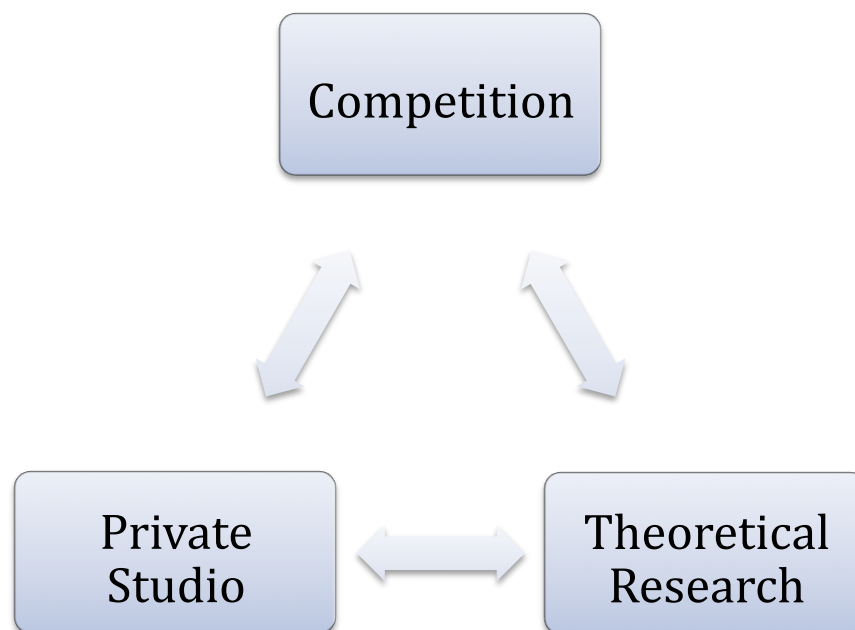 Competition
Private
Studio
Theoretical
Research